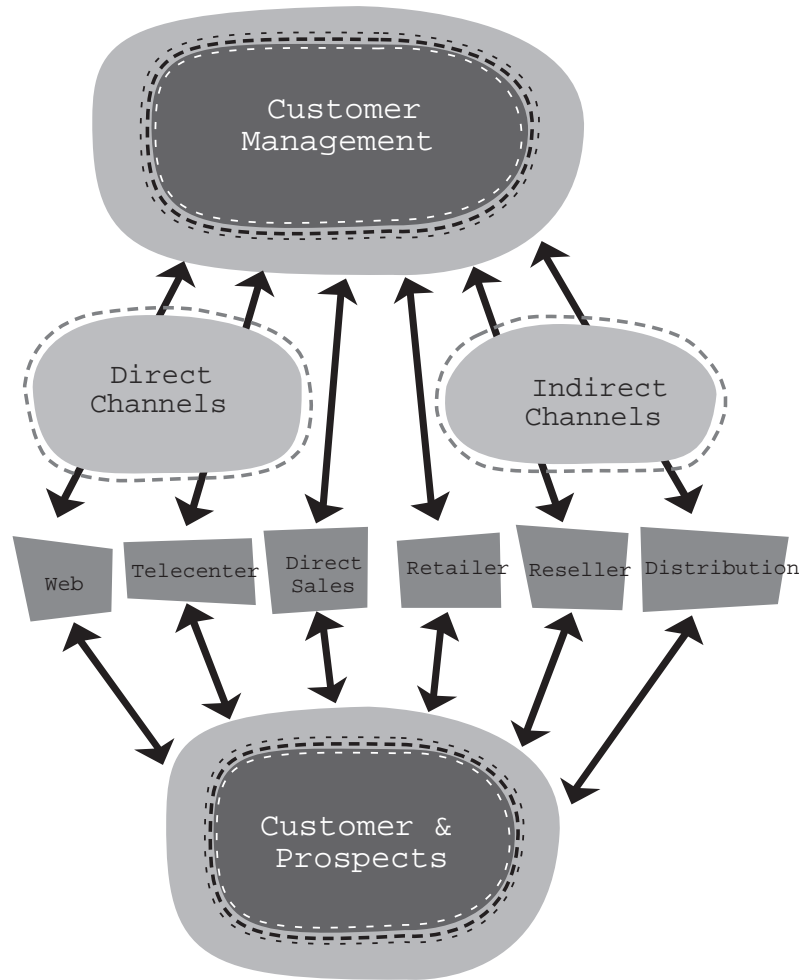 Customer
Management
Direct
Channels
Indirect
Channels
Web
Telecenter
Direct
Sales
Retailer
Reseller
Distribution
Customer &
Prospects